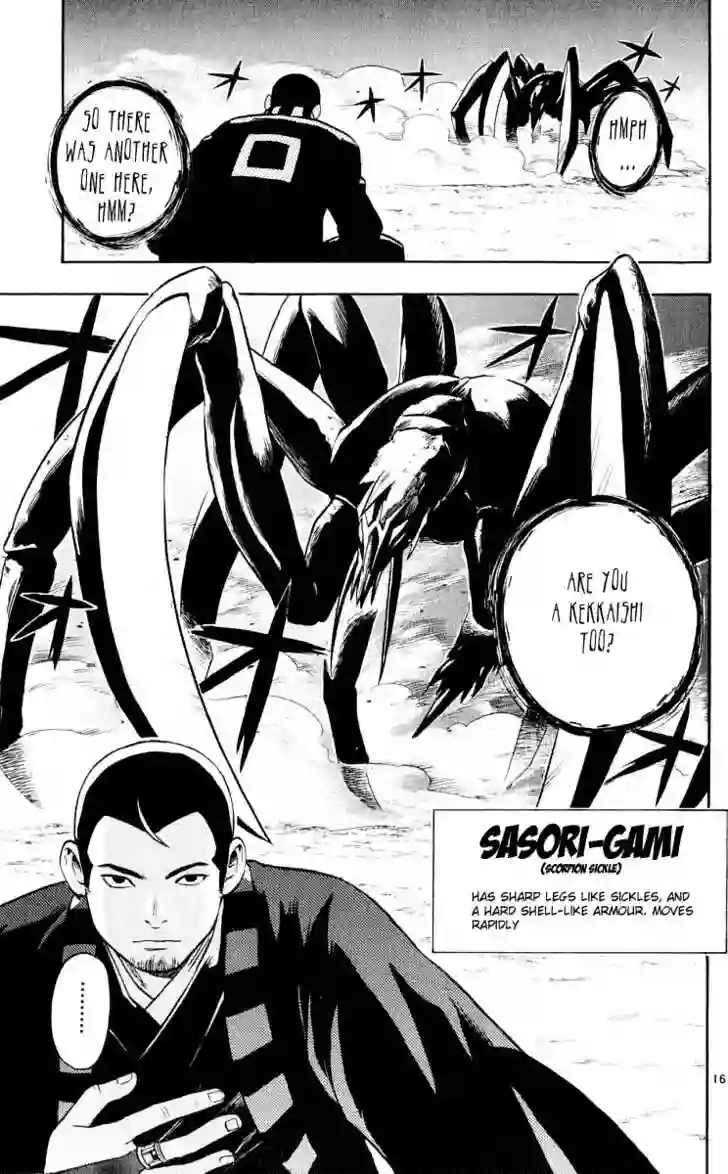 HMPH
...
SO THERE
WAS ANOTHER
ONE HERE,
HMM?
ARE YOU
A KEKKAISHI
TOO?
SASORI-GAMI
(SCORPION SICKLE)
HAS SHARP LEGS LIKE SICKLES, AND
A HARD SHELL-LIKE ARMOUR. MOVES
RAPIDLY
........
16